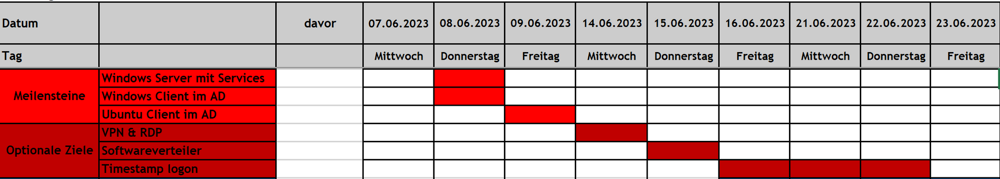 Datum davor 07.06.2023 08.06.2023 09.06.2023 14.06.2023 15.06.2023 16.06.2023 21.06.2023 22.06.2023 23.06.2023
Tag Mittwoch Donnerstag Freitag Mittwoch Donnerstag Freitag Mittwoch Donnerstag Freitag
Meilensteine
Windows Server mit Services
Windows Client im AD
Ubuntu Client im AD
Optionale Ziele
VPN & RDP
Softwareverteiler
Timestamp logon